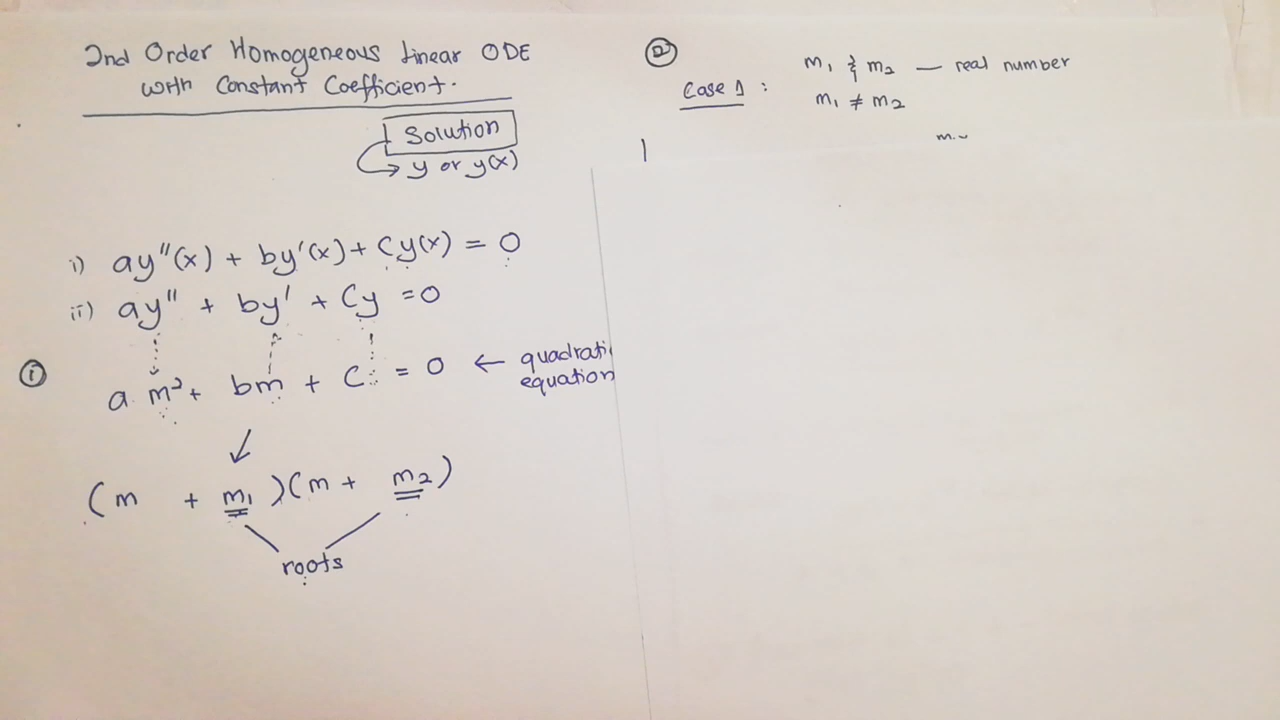 2nd Order Homogeneous Linear ODE
with Constant Coefficient.
Solution
y or y(x)
i) ay''(x) + by'(x) + Cy(x) = 0
ii) ay'' + by' + Cy = 0
① a m² + bm + C = 0 ← quadrati
equation
(m + m₁)(m + m₂)
roots
②
Case 1 : m₁ & m₂ — real number
m₁ ≠ m₂